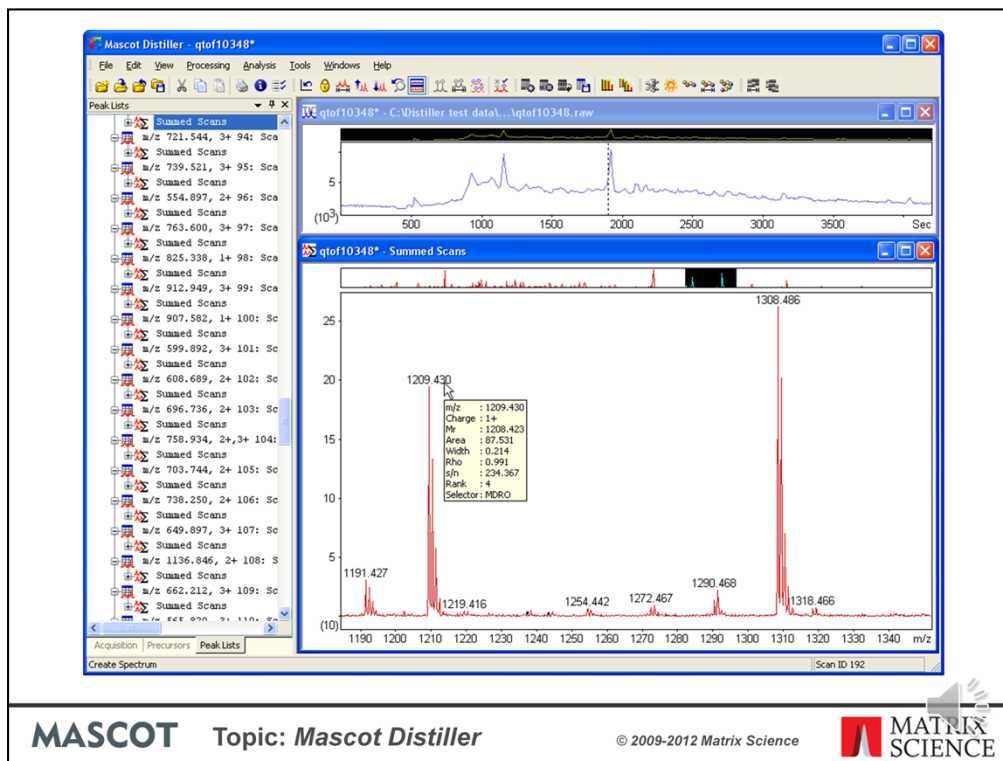 Mascot Distiller - qtof10348*
File Edit View Processing Analysis Tools Windows Help
Peak Lists
Summed Scans
m/z 721.544, 3+ 94: Sca
Summed Scans
m/z 739.521, 3+ 95: Sca
Summed Scans
m/z 554.897, 2+ 96: Sca
Summed Scans
m/z 763.600, 3+ 97: Sca
Summed Scans
m/z 825.338, 1+ 98: Sca
Summed Scans
m/z 912.949, 3+ 99: Sca
Summed Scans
m/z 907.582, 1+ 100: Sc
Summed Scans
m/z 599.892, 3+ 101: Sc
Summed Scans
m/z 608.689, 2+ 102: Sc
Summed Scans
m/z 696.736, 2+ 103: Sc
Summed Scans
m/z 758.934, 2+,3+ 104:
Summed Scans
m/z 703.744, 2+ 105: Sc
Summed Scans
m/z 738.250, 2+ 106: Sc
Summed Scans
m/z 649.897, 3+ 107: Sc
Summed Scans
m/z 1136.846, 2+ 108: S
Summed Scans
m/z 662.212, 3+ 109: Sc
Summed Scans
Acquisition Precursors Peak Lists
Create Spectrum
qtof10348* - C:\Distiller test data\...\qtof10348.raw
5
(10³)
500 1000 1500 2000 2500 3000 3500 Sec
qtof10348* - Summed Scans
1308.486
25
20
1209.430
m/z : 1209.430
Charge : 1+
Mr : 1208.423
Area : 87.531
Width : 0.214
Rho : 0.991
s/n : 234.367
Rank : 4
Selector : MDRO
15
10
5
1191.427
1219.416
1254.442
1272.467
1290.468
1318.466
(10)
1190 1200 1210 1220 1230 1240 1250 1260 1270 1280 1290 1300 1310 1320 1330 1340 m/z
Scan ID 192
MASCOT
Topic: Mascot Distiller
© 2009-2012 Matrix Science
MATRIX
SCIENCE